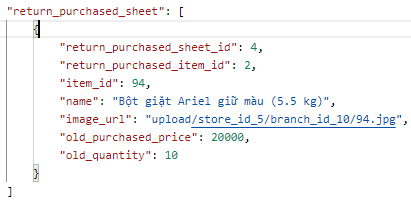 "return_purchased_sheet": [
{
"return_purchased_sheet_id": 4,
"return_purchased_item_id": 2,
"item_id": 94,
"name": "Bột giặt Ariel giữ màu (5.5 kg)",
"image_url": "upload/store_id_5/branch_id_10/94.jpg",
"old_purchased_price": 20000,
"old_quantity": 10
}
]